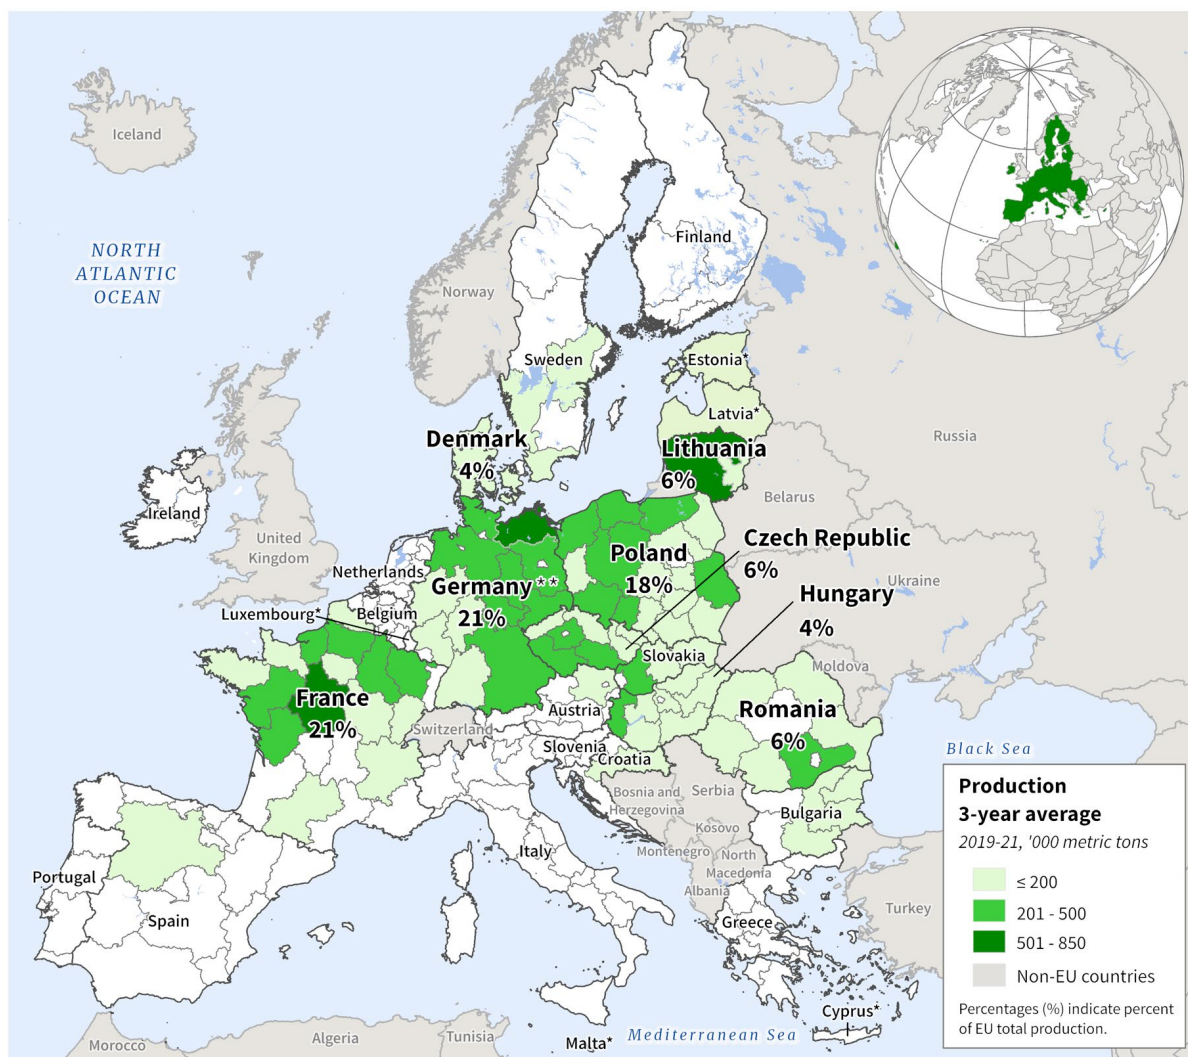 Iceland
NORTH
ATLANTIC
OCEAN
Finland
Norway
Sweden
Estonia*
Latvia*
Denmark
4%
Lithuania
6%
Russia
Ireland
United
Kingdom
Belarus
Czech Republic
6%
Poland
18%
Netherlands
Germany**
21%
Ukraine
Hungary
4%
Luxembourg*
Belgium
Slovakia
Moldova
France
21%
Austria
Romania
6%
Switzerland
Slovenia
Croatia
Black Sea
Bosnia and
Herzegovina
Serbia
Bulgaria
Kosovo
Montenegro
North
Macedonia
Albania
Italy
Portugal
Spain
Greece
Turkey
Cyprus*
Mediterranean Sea
Malta*
Morocco
Algeria
Tunisia
Production
3-year average
2019-21, '000 metric tons
≤ 200
201 - 500
501 - 850
Non-EU countries
Percentages (%) indicate percent
of EU total production.